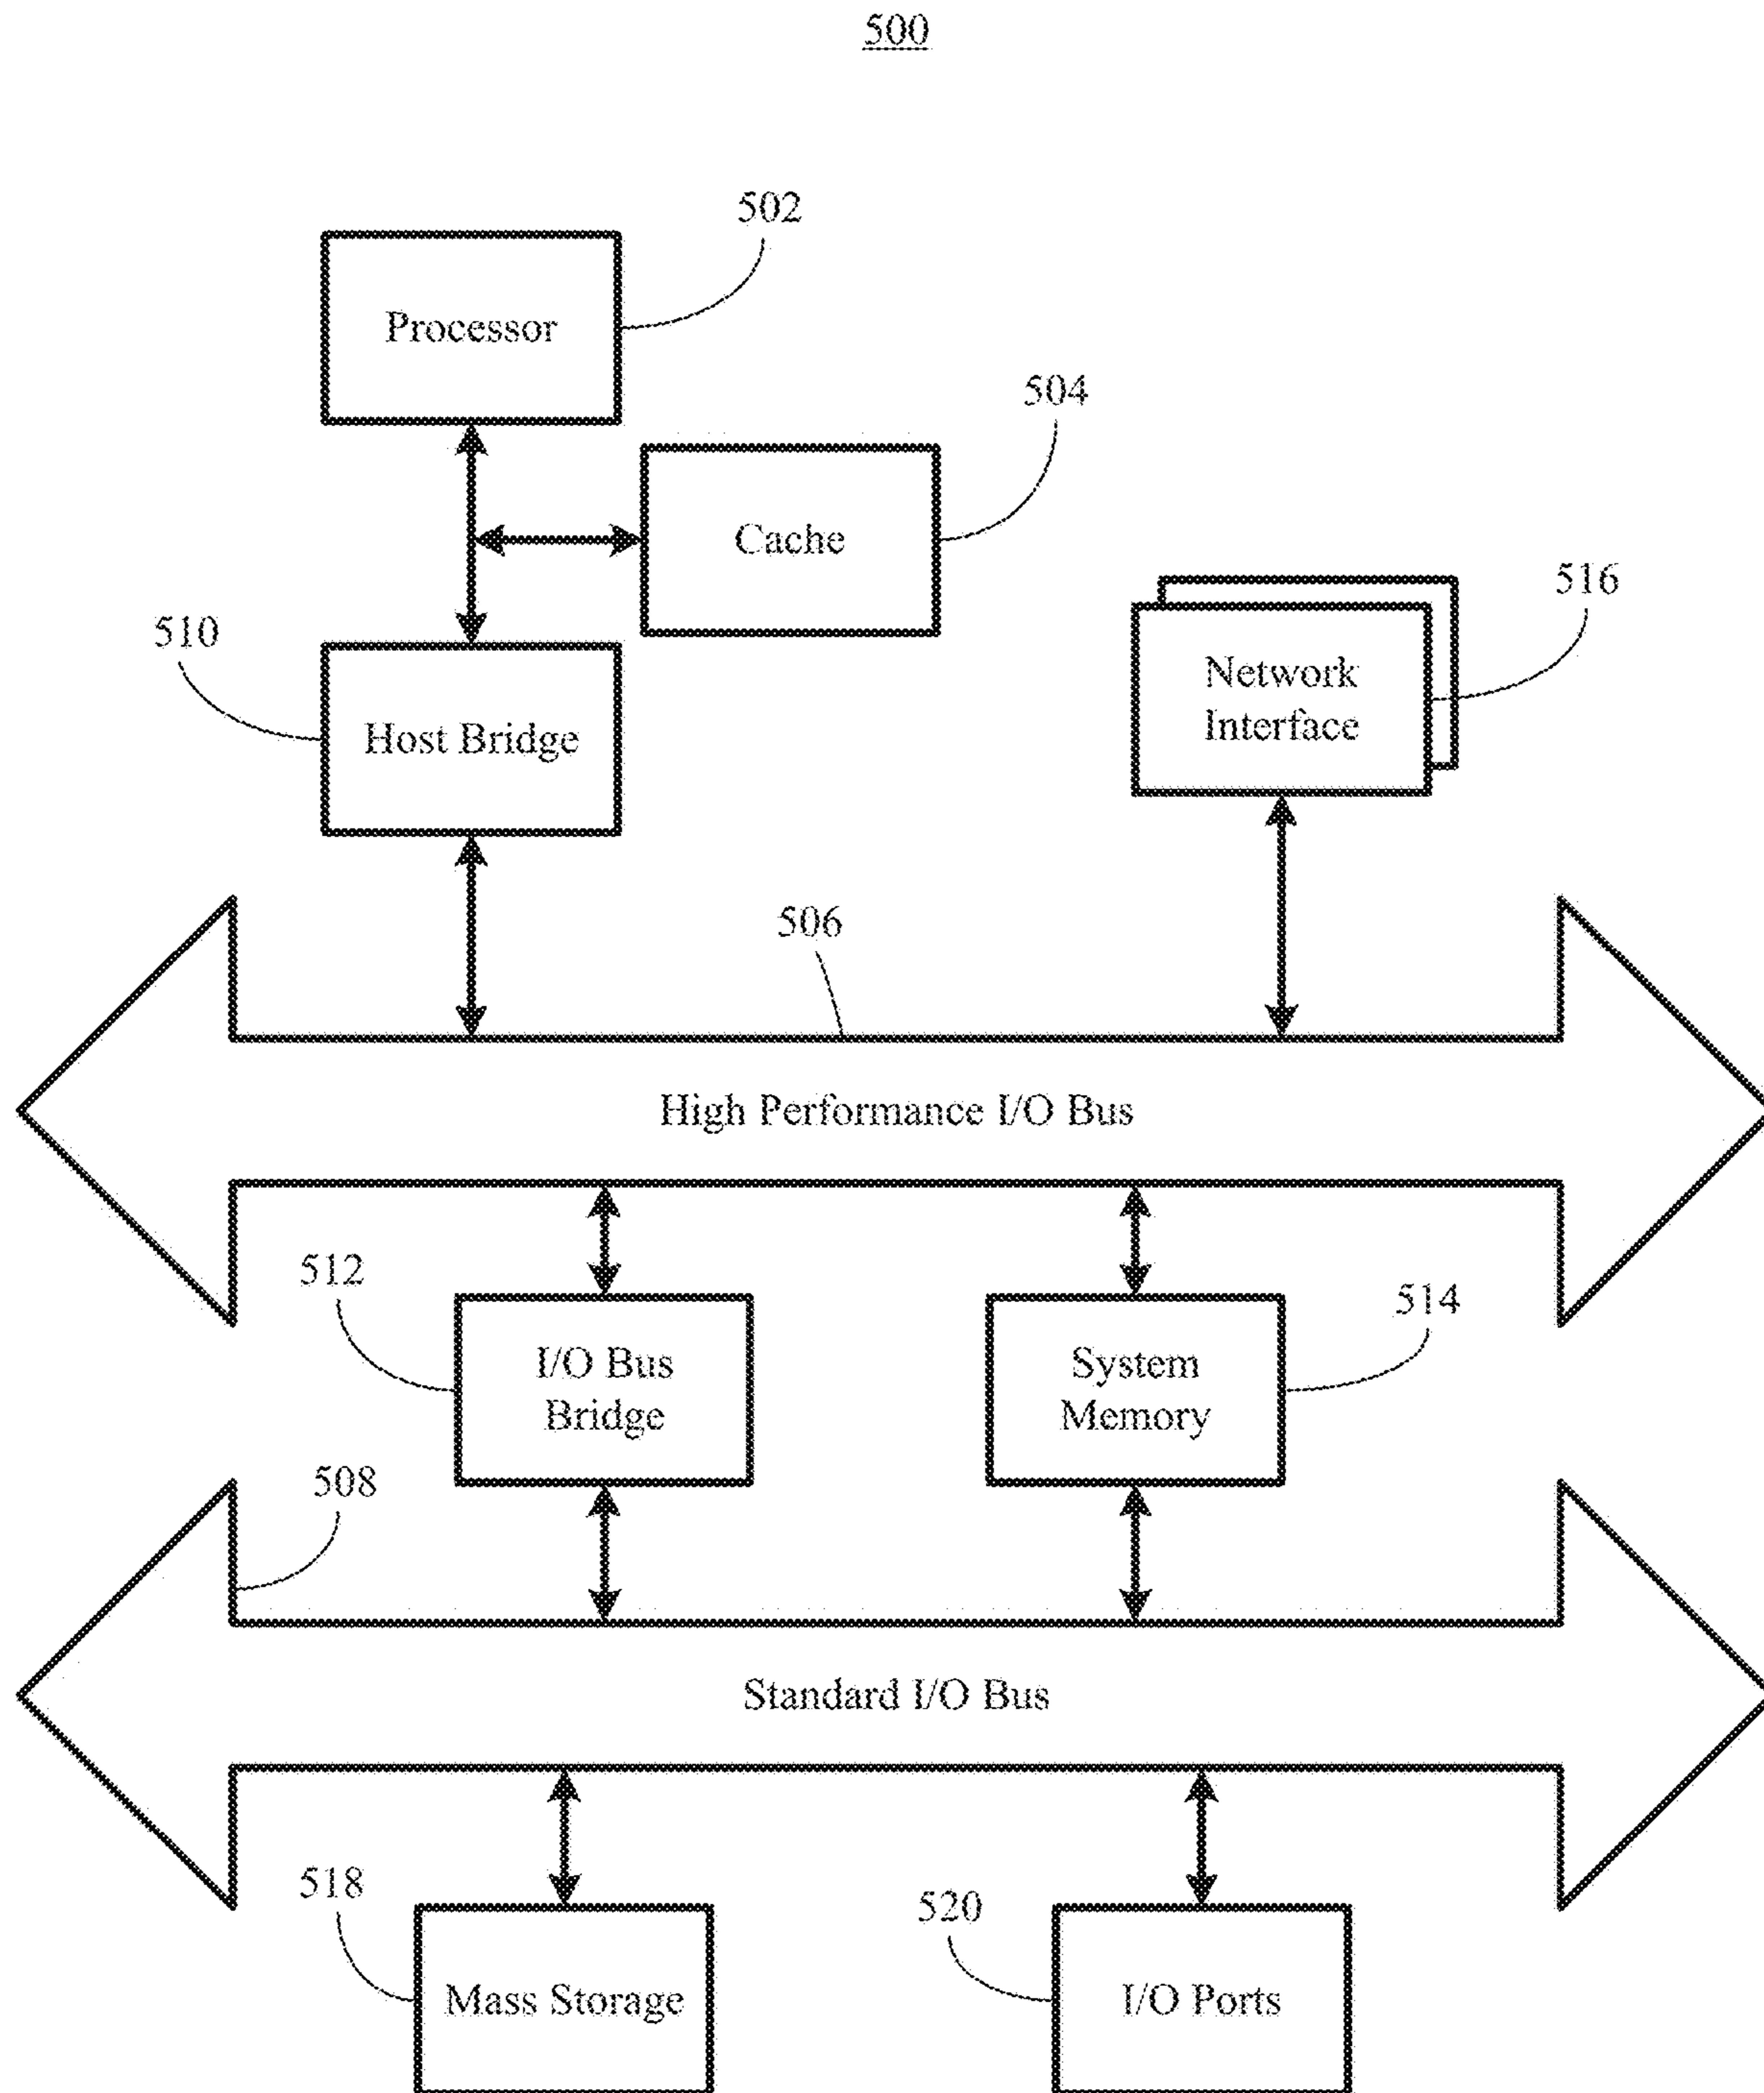 500
502
Processor
504
Cache
516
510
Network
Interface
Host Bridge
506
High Performance I/O Bus
512
514
I/O Bus
Bridge
System
Memory
508
Standard I/O Bus
518
520
Mass Storage
I/O Ports